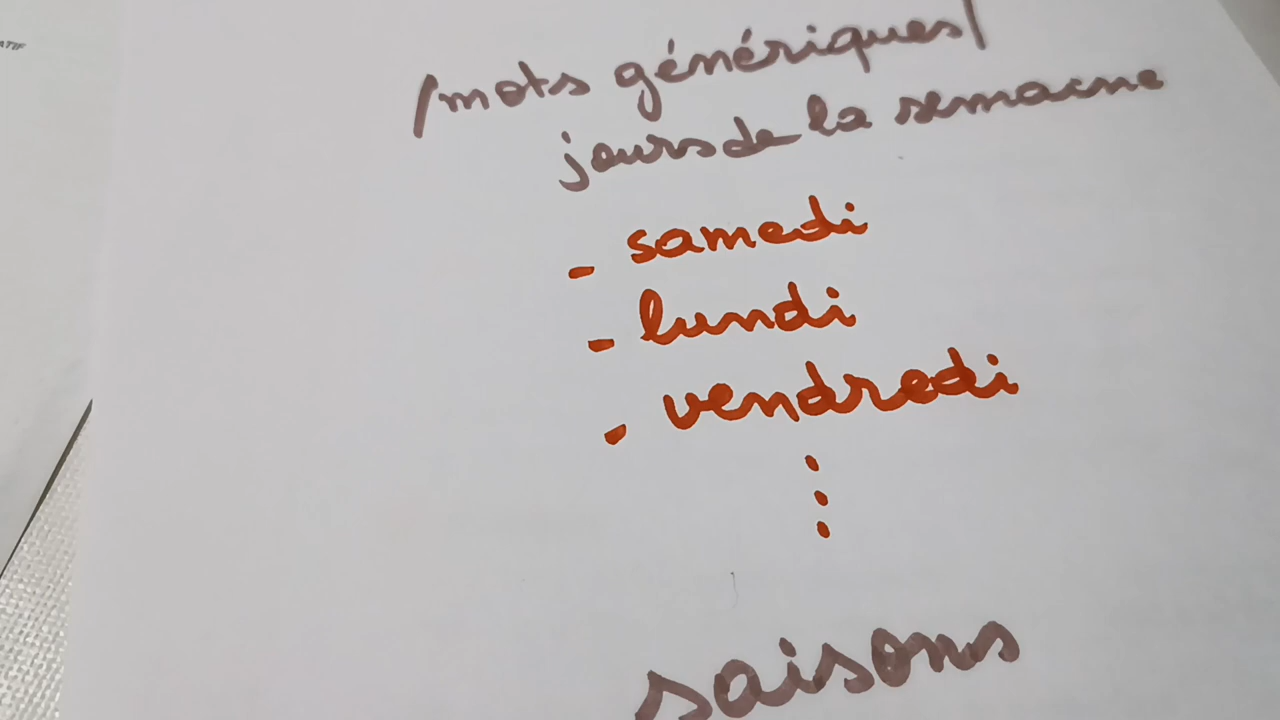 /mots génériques/
jours de la semaine
- samedi
- lundi
- vendredi
⋮
saisons